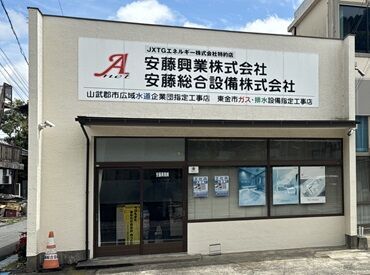 JXTGエネルギー株式会社特約店
A
net
安藤興業株式会社
安藤総合設備株式会社
山武郡市広域水道企業団指定工事店 東金市ガス・排水設備指定工事店